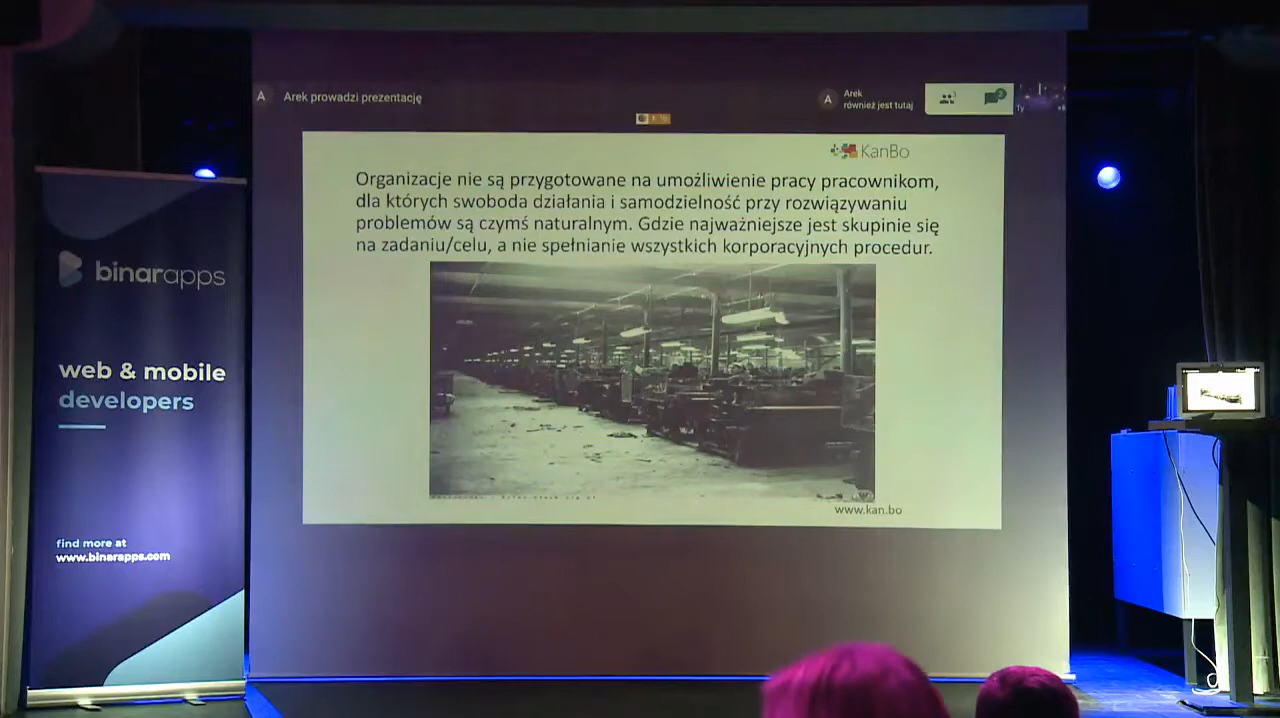 A
Arek prowadzi prezentację
A
Arek
również jest tutaj
KanBo
Organizacje nie są przygotowane na umożliwienie pracy pracownikom,
dla których swoboda działania i samodzielność przy rozwiązywaniu
problemów są czymś naturalnym. Gdzie najważniejsze jest skupinie się
na zadaniu/celu, a nie spełnianie wszystkich korporacyjnych procedur.
www.kan.bo
binarapps
web & mobile
developers
find more at
www.binarapps.com